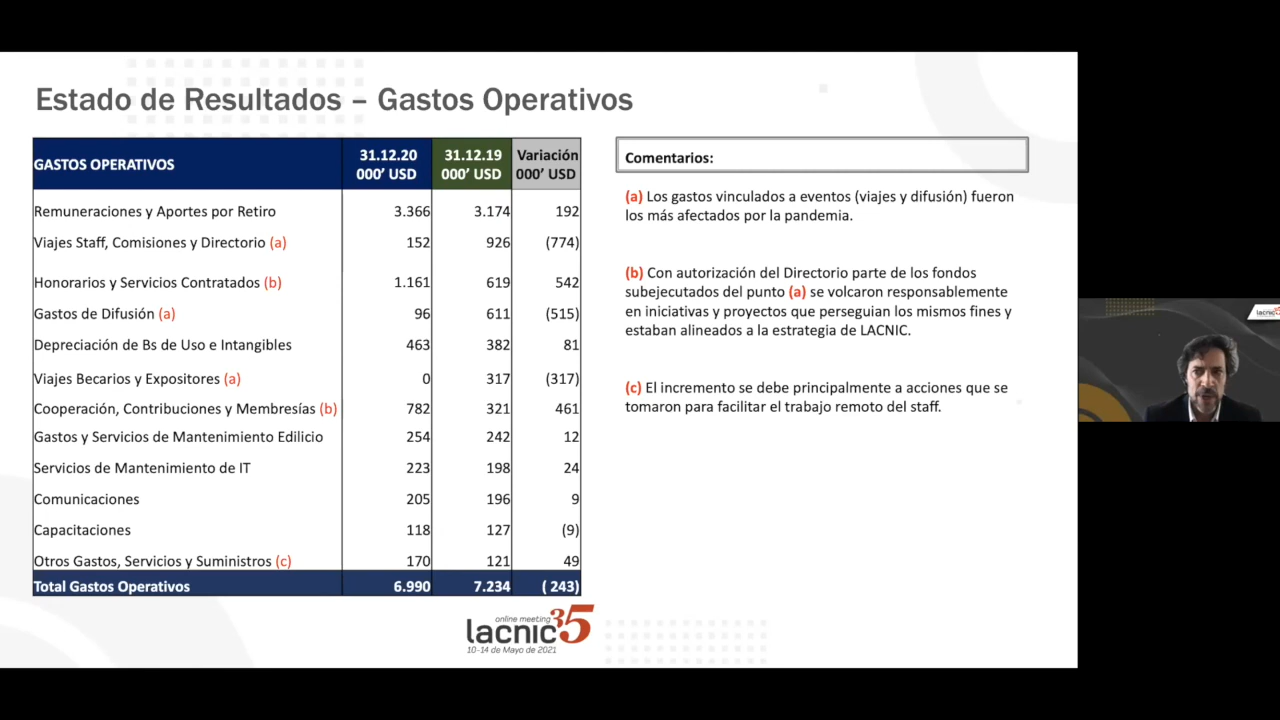 Estado de Resultados – Gastos Operativos
GASTOS OPERATIVOS 31.12.20 000’ USD 31.12.19 000’ USD Variación 000’ USD
Remuneraciones y Aportes por Retiro 3.366 3.174 192
Viajes Staff, Comisiones y Directorio (a) 152 926 (774)
Honorarios y Servicios Contratados (b) 1.161 619 542
Gastos de Difusión (a) 96 611 (515)
Depreciación de Bs de Uso e Intangibles 463 382 81
Viajes Becarios y Expositores (a) 0 317 (317)
Cooperación, Contribuciones y Membresías (b) 782 321 461
Gastos y Servicios de Mantenimiento Edilicio 254 242 12
Servicios de Mantenimiento de IT 223 198 24
Comunicaciones 205 196 9
Capacitaciones 118 127 (9)
Otros Gastos, Servicios y Suministros (c) 170 121 49
Total Gastos Operativos 6.990 7.234 ( 243)
Comentarios:
(a) Los gastos vinculados a eventos (viajes y difusión) fueron
los más afectados por la pandemia.
(b) Con autorización del Directorio parte de los fondos
subejecutados del punto (a) se volcaron responsablemente
en iniciativas y proyectos que perseguian los mismos fines y
estaban alineados a la estrategia de LACNIC.
(c) El incremento se debe principalmente a acciones que se
tomaron para facilitar el trabajo remoto del staff.
online meeting
lacnic35
10-14 de Mayo de 2021
lacnic35